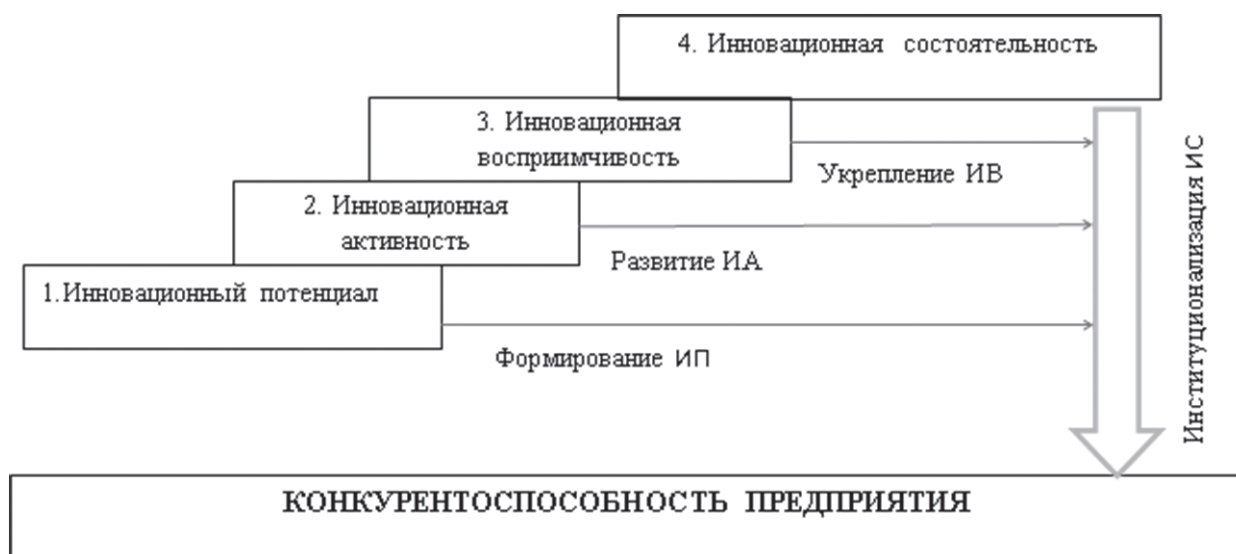 4. Инновационная состоятельность
3. Инновационная
восприимчивость
Укрепление ИВ
2. Инновационная
активность
Развитие ИА
1.Инновационный потенциал
Формирование ИП
Институционализация ИС
КОНКУРЕНТОСПОСОБНОСТЬ ПРЕДПРИЯТИЯ